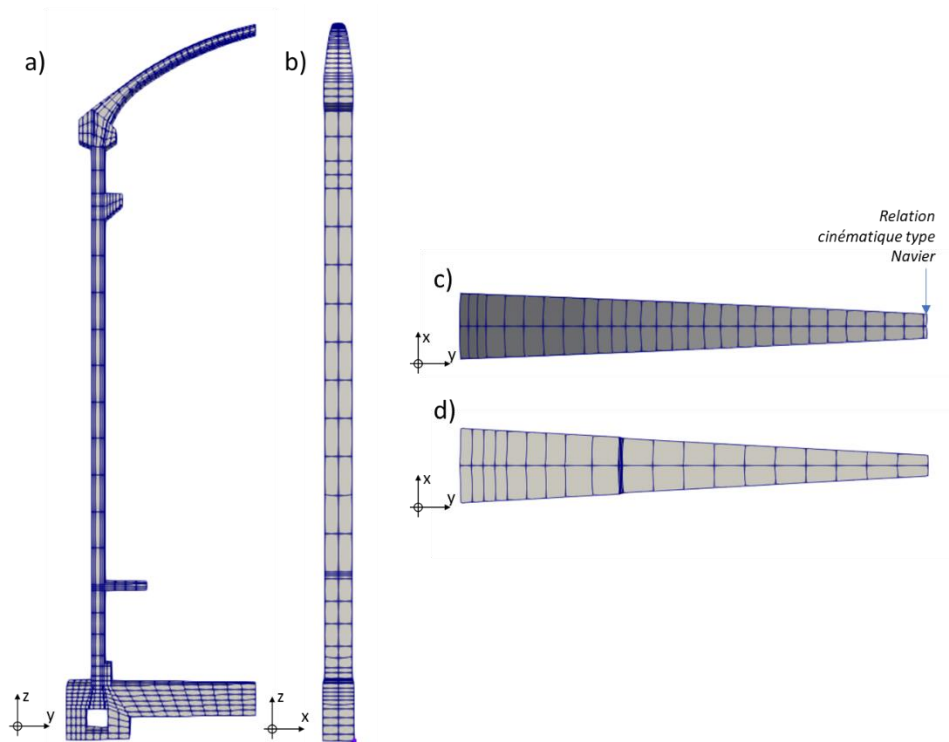 a)
b)
Relation
cinématique type
Navier
c)
x
y
d)
x
y
z
y
z
x